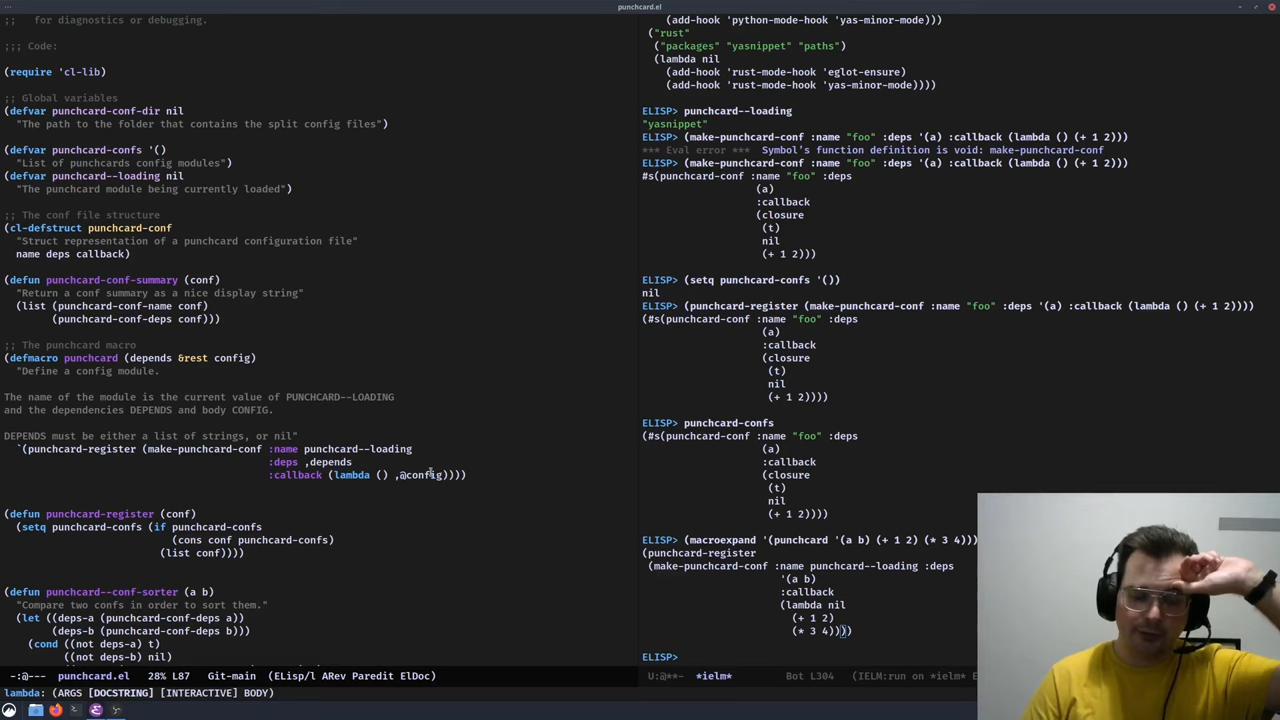 punchcard.el
for diagnostics or debugging.
;;; Code:
(require 'cl-lib)
;; Global variables
(defvar punchcard-conf-dir nil
"The path to the folder that contains the split config files")
(defvar punchcard-confs '()
"List of punchcards config modules")
(defvar punchcard--loading nil
"The punchcard module being currently loaded")
;; The conf file structure
(cl-defstruct punchcard-conf
"Struct representation of a punchcard configuration file"
name deps callback)
(defun punchcard-conf-summary (conf)
"Return a conf summary as a nice display string"
(list (punchcard-conf-name conf)
(punchcard-conf-deps conf)))
;; The punchcard macro
(defmacro punchcard (depends &rest config)
"Define a config module.
The name of the module is the current value of PUNCHCARD--LOADING
and the dependencies DEPENDS and body CONFIG.
DEPENDS must be either a list of strings, or nil"
`(punchcard-register (make-punchcard-conf :name punchcard--loading
:deps ,depends
:callback (lambda () ,@config))))
(defun punchcard-register (conf)
(setq punchcard-confs (if punchcard-confs
(cons conf punchcard-confs)
(list conf))))
(defun punchcard--conf-sorter (a b)
"Compare two confs in order to sort them."
(let ((deps-a (punchcard-conf-deps a))
(deps-b (punchcard-conf-deps b)))
(cond ((not deps-a) t)
((not deps-b) nil)
-:@--- punchcard.el 28% L87 Git-main (ELisp/l ARev Paredit ElDoc)
lambda: (ARGS [DOCSTRING] [INTERACTIVE] BODY)
(add-hook 'python-mode-hook 'yas-minor-mode)))
("rust"
("packages" "yasnippet" "paths")
(lambda nil
(add-hook 'rust-mode-hook 'eglot-ensure)
(add-hook 'rust-mode-hook 'yas-minor-mode))))
ELISP> punchcard--loading
"yasnippet"
ELISP> (make-punchcard-conf :name "foo" :deps '(a) :callback (lambda () (+ 1 2)))
*** Eval error *** Symbol's function definition is void: make-punchcard-conf
ELISP> (make-punchcard-conf :name "foo" :deps '(a) :callback (lambda () (+ 1 2)))
#s(punchcard-conf :name "foo" :deps
(a)
:callback
(closure
(t)
nil
(+ 1 2)))
ELISP> (setq punchcard-confs '())
nil
ELISP> (punchcard-register (make-punchcard-conf :name "foo" :deps '(a) :callback (lambda () (+ 1 2))))
(#s(punchcard-conf :name "foo" :deps
(a)
:callback
(closure
(t)
nil
(+ 1 2))))
ELISP> punchcard-confs
(#s(punchcard-conf :name "foo" :deps
(a)
:callback
(closure
(t)
nil
(+ 1 2))))
ELISP> (macroexpand '(punchcard '(a b) (+ 1 2) (* 3 4)))
(punchcard-register
(make-punchcard-conf :name punchcard--loading :deps
'(a b)
:callback
(lambda nil
(+ 1 2)
(* 3 4))))
ELISP>
U:@**- *ielm* Bot L304 (IELM:run on *ielm* E